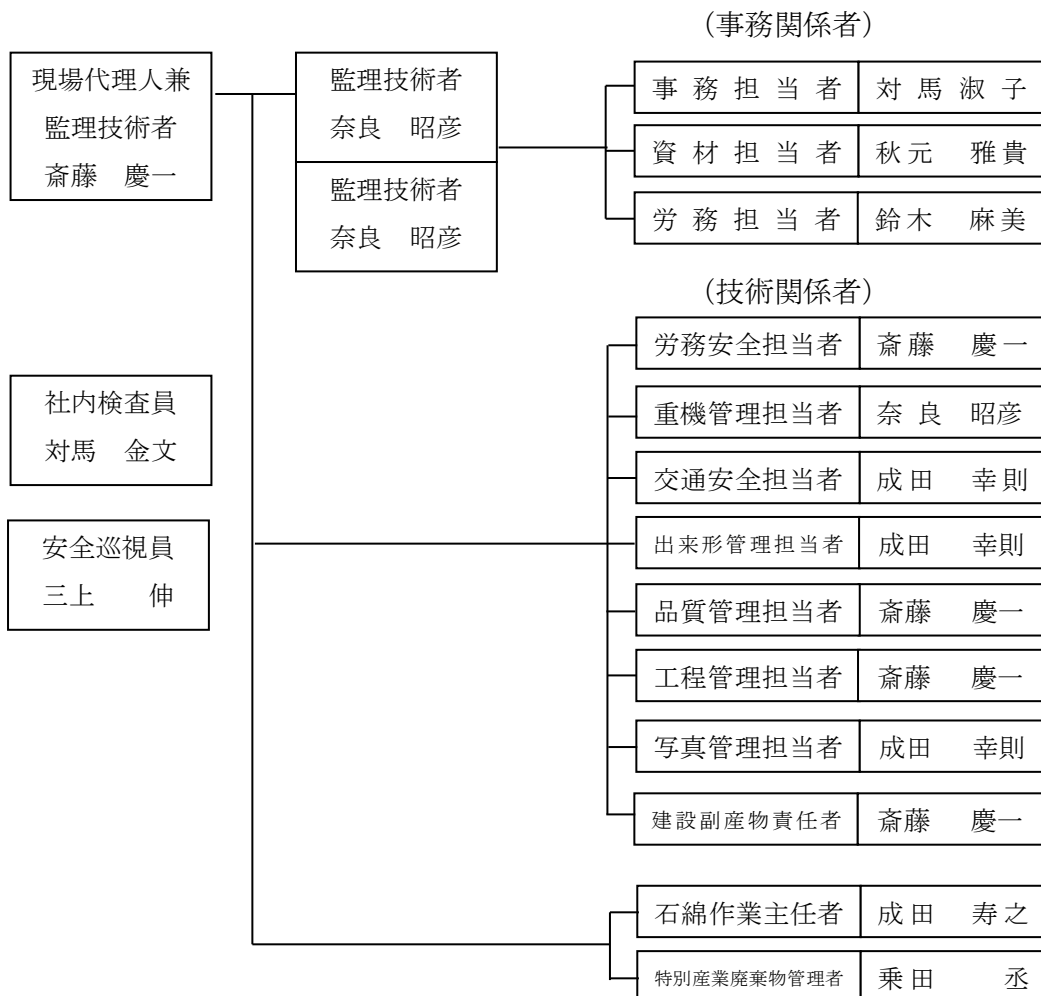 （事務関係者）
現場代理人兼
監理技術者
斎藤　慶一
監理技術者
奈良　昭彦
監理技術者
奈良　昭彦
事務担当者　対馬淑子
資材担当者　秋元　雅貴
労務担当者　鈴木　麻美
（技術関係者）
労務安全担当者　斎藤　慶一
重機管理担当者　奈良　昭彦
交通安全担当者　成田　幸則
出来形管理担当者　成田　幸則
品質管理担当者　斎藤　慶一
工程管理担当者　斎藤　慶一
写真管理担当者　成田　幸則
建設副産物責任者　斎藤　慶一
社内検査員
対馬　金文
安全巡視員
三上　伸
石綿作業主任者　成田　寿之
特別産業廃棄物管理者　乗田　丞